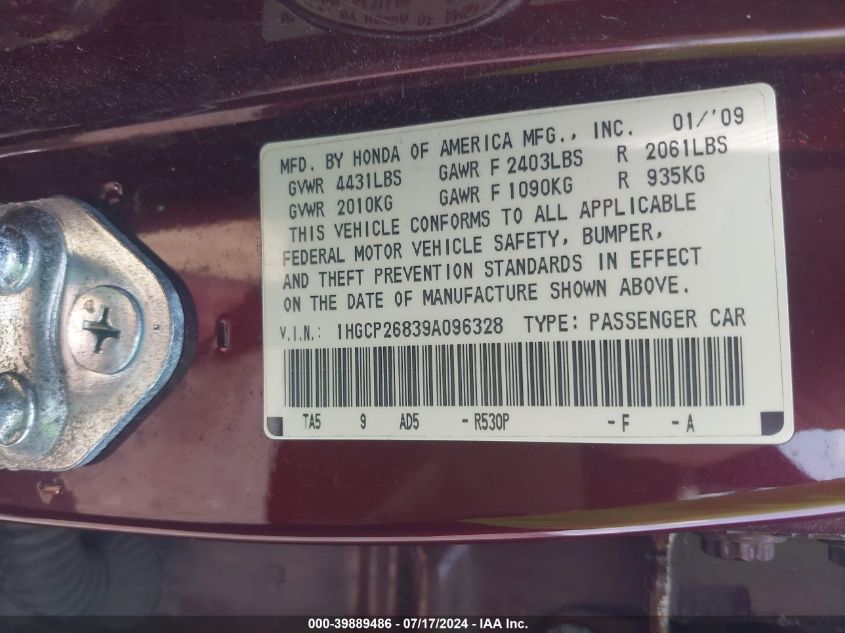 MFD. BY HONDA OF AMERICA MFG., INC. 01/'09
GVWR 4431LBS GAWR F 2403LBS R 2061LBS
GVWR 2010KG GAWR F 1090KG R 935KG
THIS VEHICLE CONFORMS TO ALL APPLICABLE
FEDERAL MOTOR VEHICLE SAFETY, BUMPER,
AND THEFT PREVENTION STANDARDS IN EFFECT
ON THE DATE OF MANUFACTURE SHOWN ABOVE.
V.I.N.: 1HGCP26839A096328 TYPE: PASSENGER CAR
TA5 9 AD5 -R530P -F -A
000-39889486 - 07/17/2024 - IAA Inc.